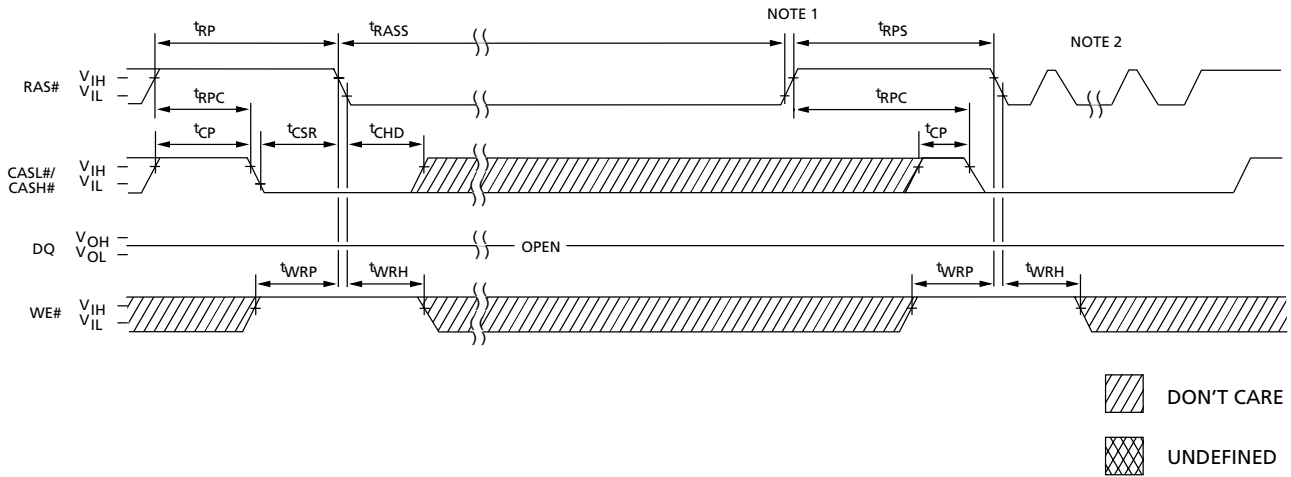 NOTE 1
tRP
tRASS
tRPS
NOTE 2
RAS#
VIH
VIL
tRPC
tRPC
tCP
tCSR
tCHD
tCP
CASL#/
CASH#
VIH
VIL
DQ
VOH
VOL
OPEN
tWRP
tWRH
tWRP
tWRH
WE#
VIH
VIL
DON'T CARE
UNDEFINED